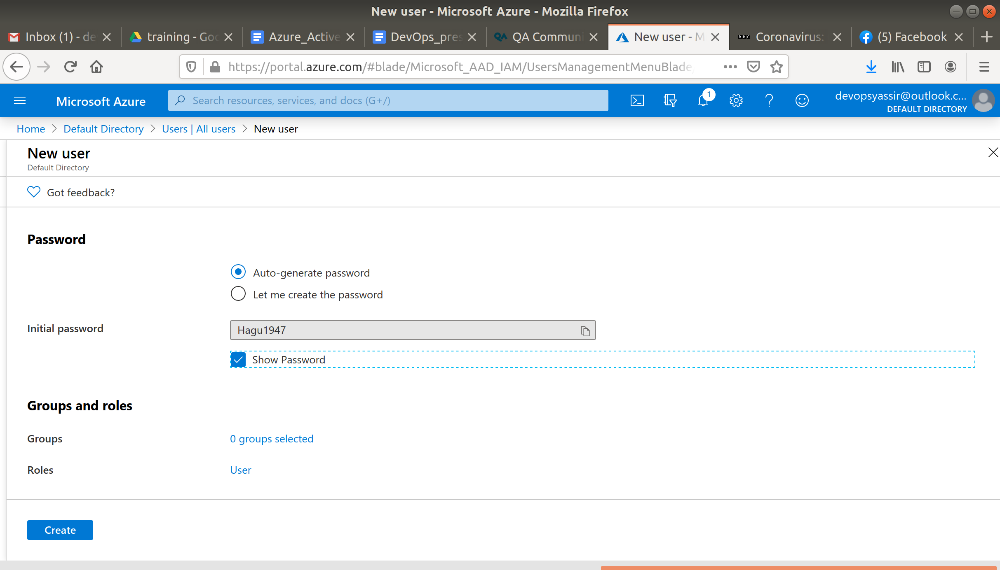 New user - Microsoft Azure - Mozilla Firefox
Inbox (1) - de
training - Goo
Azure_Active
DevOps_pres
QA Communi
New user - M
BBC
Coronavirus:
(5) Facebook
https://portal.azure.com/#blade/Microsoft_AAD_IAM/UsersManagementMenuBlade/
Microsoft Azure
Search resources, services, and docs (G+/)
1
devopsyassir@outlook.c...
DEFAULT DIRECTORY
Home > Default Directory > Users | All users > New user
New user
Default Directory
Got feedback?
Password
Auto-generate password
Let me create the password
Initial password
Hagu1947
Show Password
Groups and roles
Groups
0 groups selected
Roles
User
Create